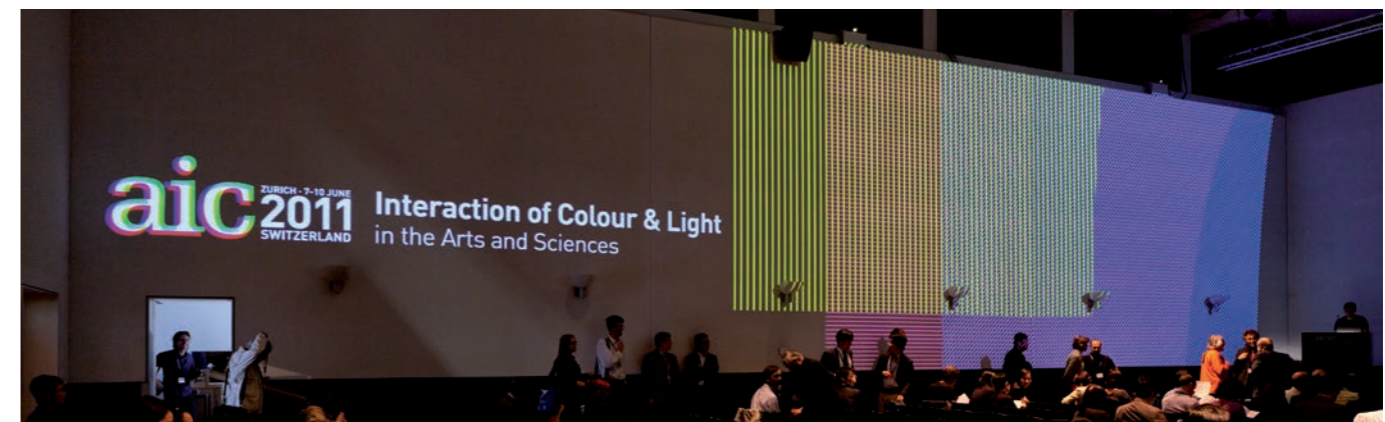 aic
ZURICH - 7-10 JUNE
2011
SWITZERLAND
Interaction of Colour & Light
in the Arts and Sciences